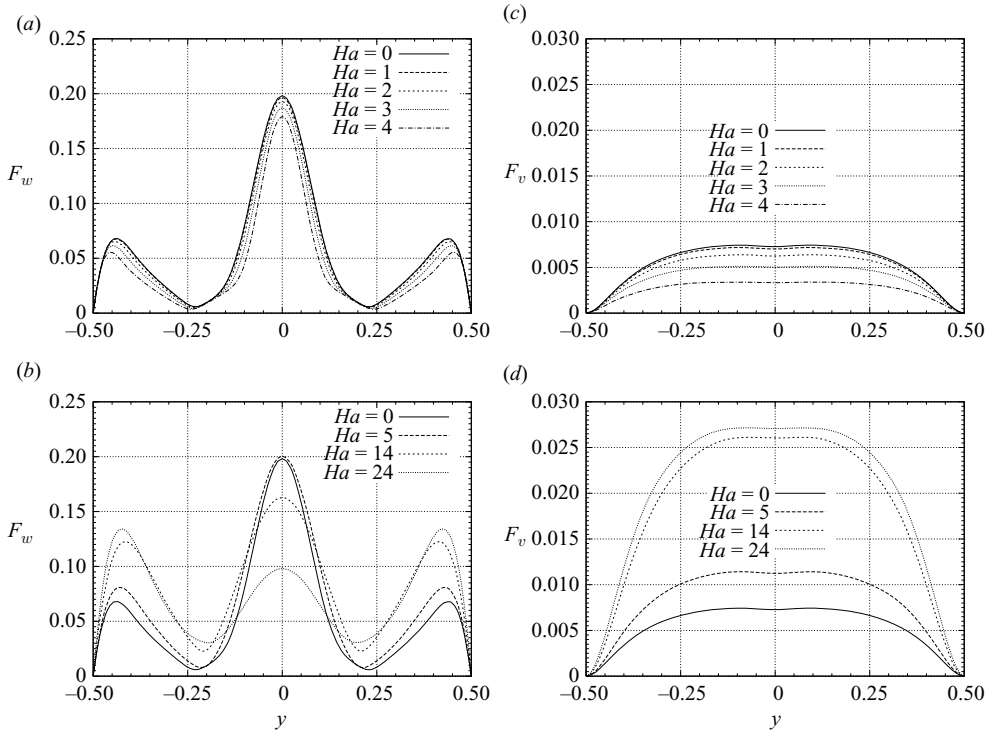 (a)
0.25
0.20
0.15
F_w
0.10
0.05
0
–0.50 –0.25 0 0.25 0.50
Ha = 0
Ha = 1
Ha = 2
Ha = 3
Ha = 4
(c)
0.030
0.025
0.020
F_v 0.015
0.010
0.005
0
–0.50 –0.25 0 0.25 0.50
Ha = 0
Ha = 1
Ha = 2
Ha = 3
Ha = 4
(b)
0.25
0.20
0.15
F_w
0.10
0.05
0
–0.50 –0.25 0 0.25 0.50
y
Ha = 0
Ha = 5
Ha = 14
Ha = 24
(d)
0.030
0.025
0.020
F_v 0.015
0.010
0.005
0
–0.50 –0.25 0 0.25 0.50
y
Ha = 0
Ha = 5
Ha = 14
Ha = 24